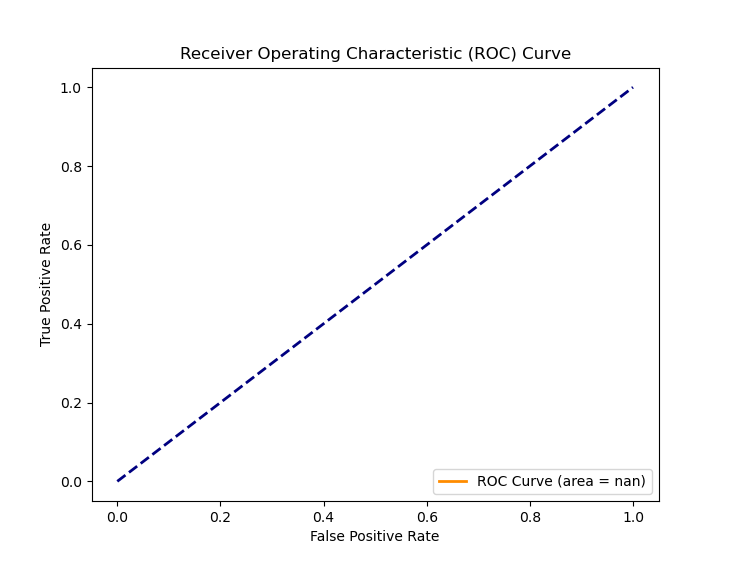 Receiver Operating Characteristic (ROC) Curve
True Positive Rate
1.0
0.8
0.6
0.4
0.2
0.0
ROC Curve (area = nan)
0.0 0.2 0.4 0.6 0.8 1.0
False Positive Rate